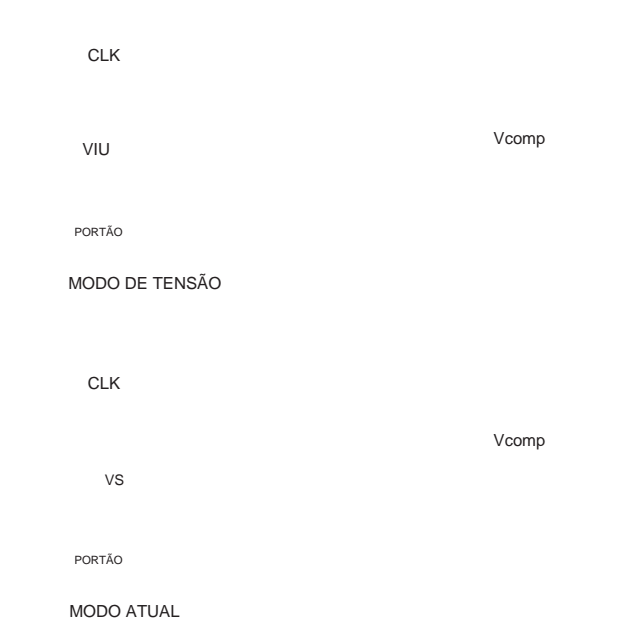 CLK
Vcomp
VIU
PORTÃO
MODO DE TENSÃO
CLK
Vcomp
VS
PORTÃO
MODO ATUAL